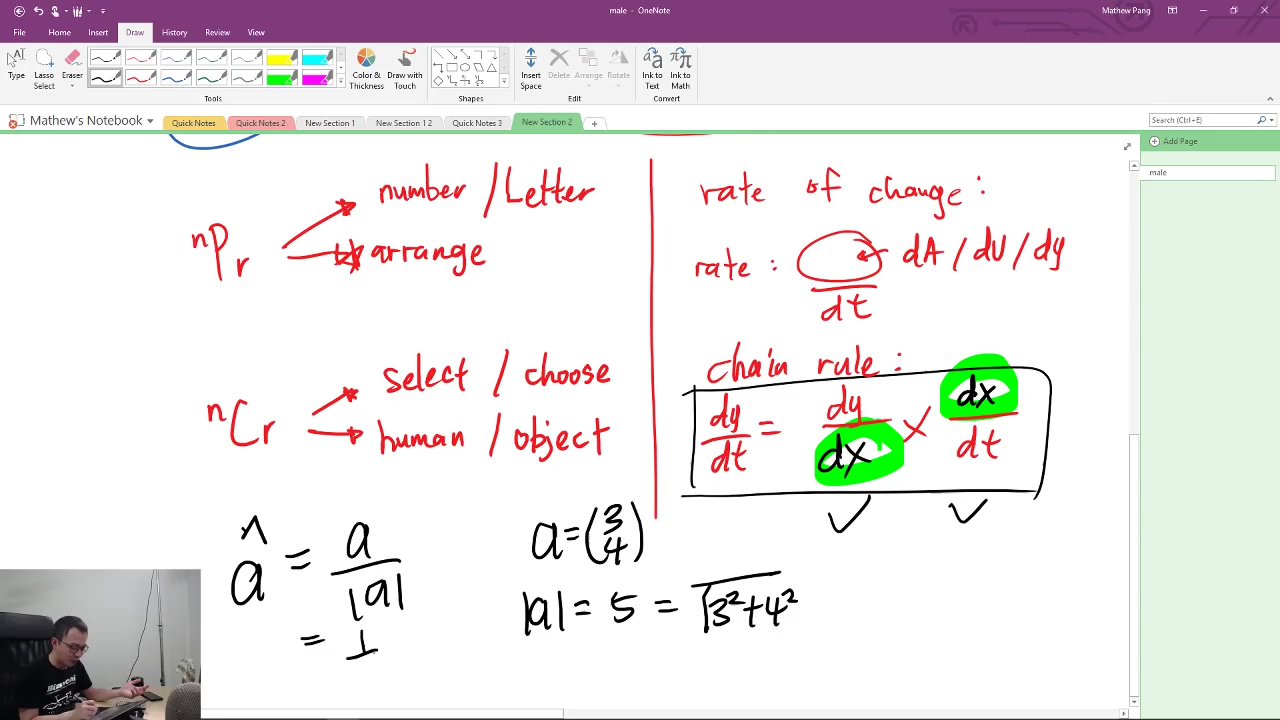 male - OneNote
Mathew Pang
File Home Insert Draw History Review View
Type
Lasso Select
Eraser
Color & Thickness
Draw with Touch
Insert Space
Delete
Arrange
Rotate
Ink to Text
Ink to Math
Tools
Shapes
Edit
Convert
Mathew's Notebook
Quick Notes
Quick Notes 2
New Section 1
New Section 1 2
Quick Notes 3
New Section 2
Search (Ctrl+E)
Add Page
male
nPr
number / Letter
arrange
nCr
select / choose
human / object
rate of change :
rate : dA / dV / dy
dt
chain rule :
dy/dt = dy/dx × dx/dt
â = a/|a|
= 1
a = (3 4)
|a| = 5 = √3²+4²